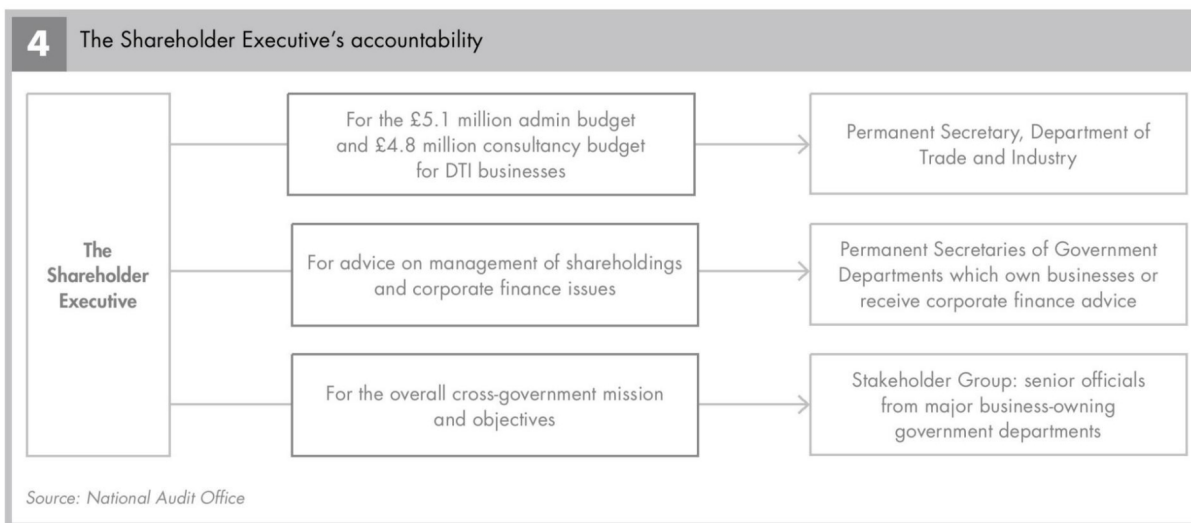 4 The Shareholder Executive's accountability
The
Shareholder
Executive
For the £5.1 million admin budget
and £4.8 million consultancy budget
for DTI businesses
Permanent Secretary, Department of
Trade and Industry
For advice on management of shareholdings
and corporate finance issues
Permanent Secretaries of Government
Departments which own businesses or
receive corporate finance advice
For the overall cross-government mission
and objectives
Stakeholder Group: senior officials
from major business-owning
government departments
Source: National Audit Office